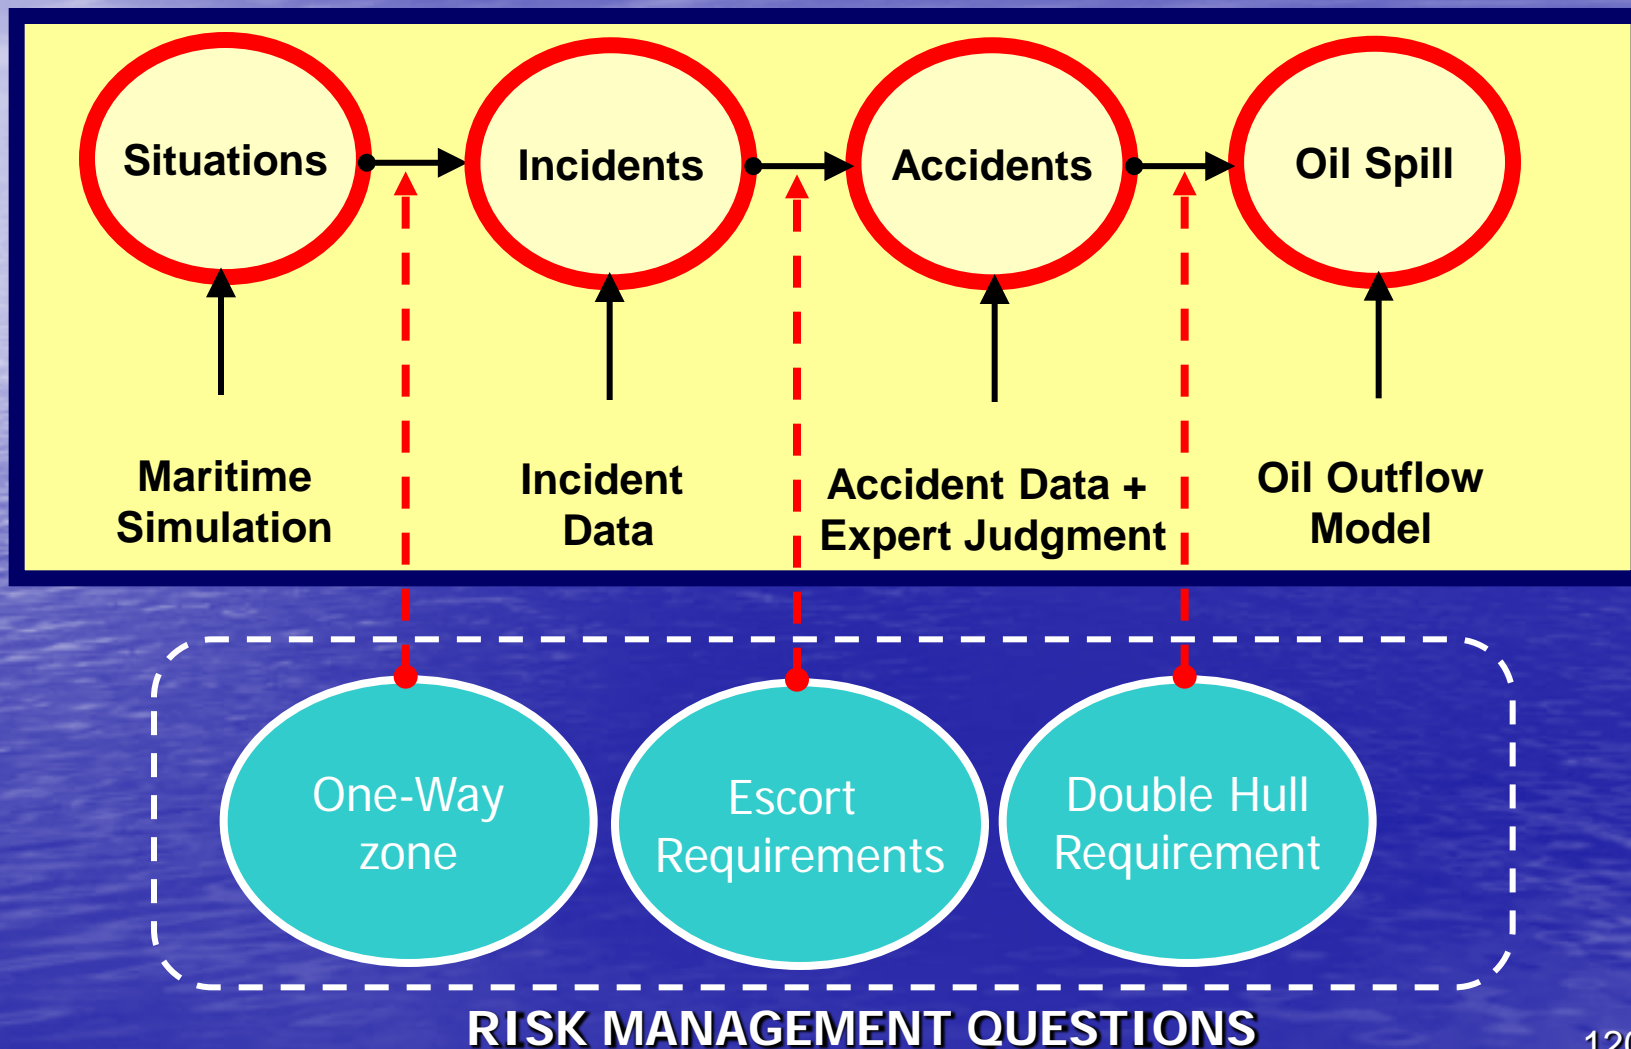 Situations
Incidents
Accidents
Oil Spill
Maritime
Simulation
Incident
Data
Accident Data +
Expert Judgment
Oil Outflow
Model
One-Way
zone
Escort
Requirements
Double Hull
Requirement
RISK MANAGEMENT QUESTIONS
120